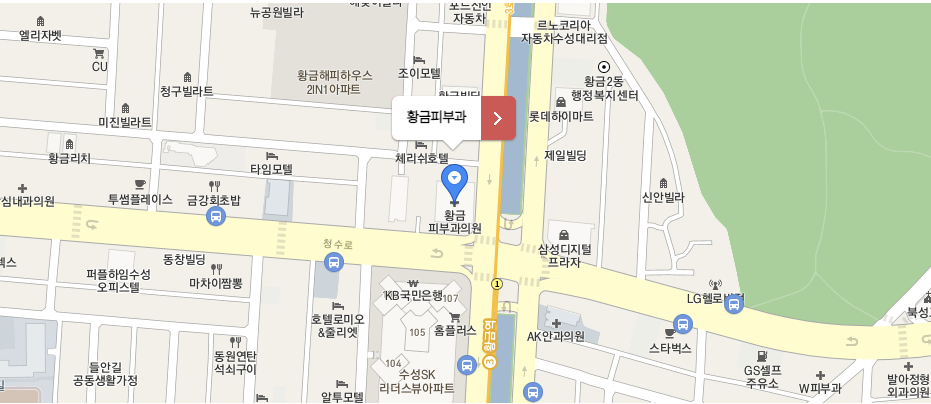 뉴공원빌라
자동차
르노코리아
자동차수성대리점
엘리자벳
CU
조이모텔
황금해피하우스
2IN1아파트
황금2동
행정복지센터
청구빌라트
황금피부과
롯데하이마트
미진빌라트
황금리치
체리쉬호텔
제일빌딩
타임모텔
신안빌라
심내과의원
투썸플레이스
금강회초밥
황금
피부과의원
청수로
삼성디지털
프라자
동창빌딩
퍼플하임수성
오피스텔
마차이짬뽕
KB국민은행
107
1
LG헬로비전
호텔로미오
&줄리엣
105
홈플러스
황금역
3
AK안과의원
스타벅스
동원연탄
석쇠구이
104
수성SK
리더스뷰아파트
들안길
공동생활가정
GS셀프
주유소
W피부과
발아정형
외과의원
알투모텔